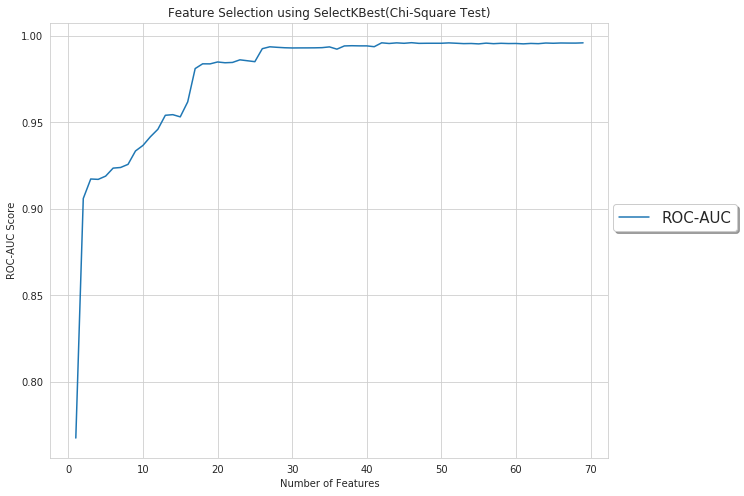 Feature Selection using SelectKBest(Chi-Square Test)
1.00
0.95
0.90
0.85
0.80
ROC-AUC Score
ROC-AUC
0 10 20 30 40 50 60 70
Number of Features